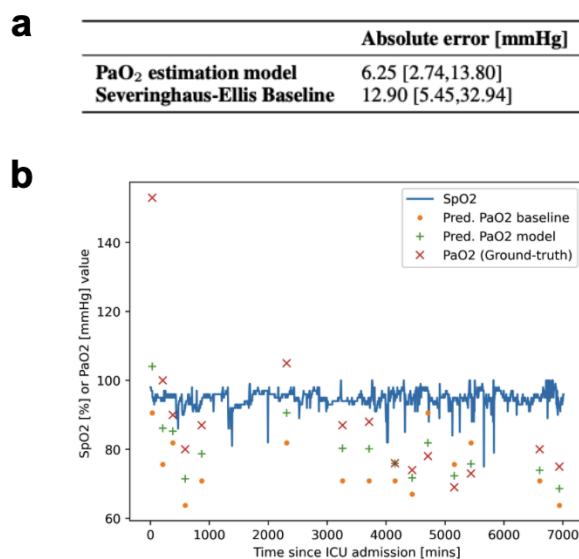 a
Absolute error [mmHg]
PaO₂ estimation model 6.25 [2.74,13.80]
Severinghaus-Ellis Baseline 12.90 [5.45,32.94]
b
SpO2 [%] or PaO2 [mmHg] value
140
120
100
80
60
SpO2
Pred. PaO2 baseline
Pred. PaO2 model
PaO2 (Ground-truth)
0 1000 2000 3000 4000 5000 6000 7000
Time since ICU admission [mins]